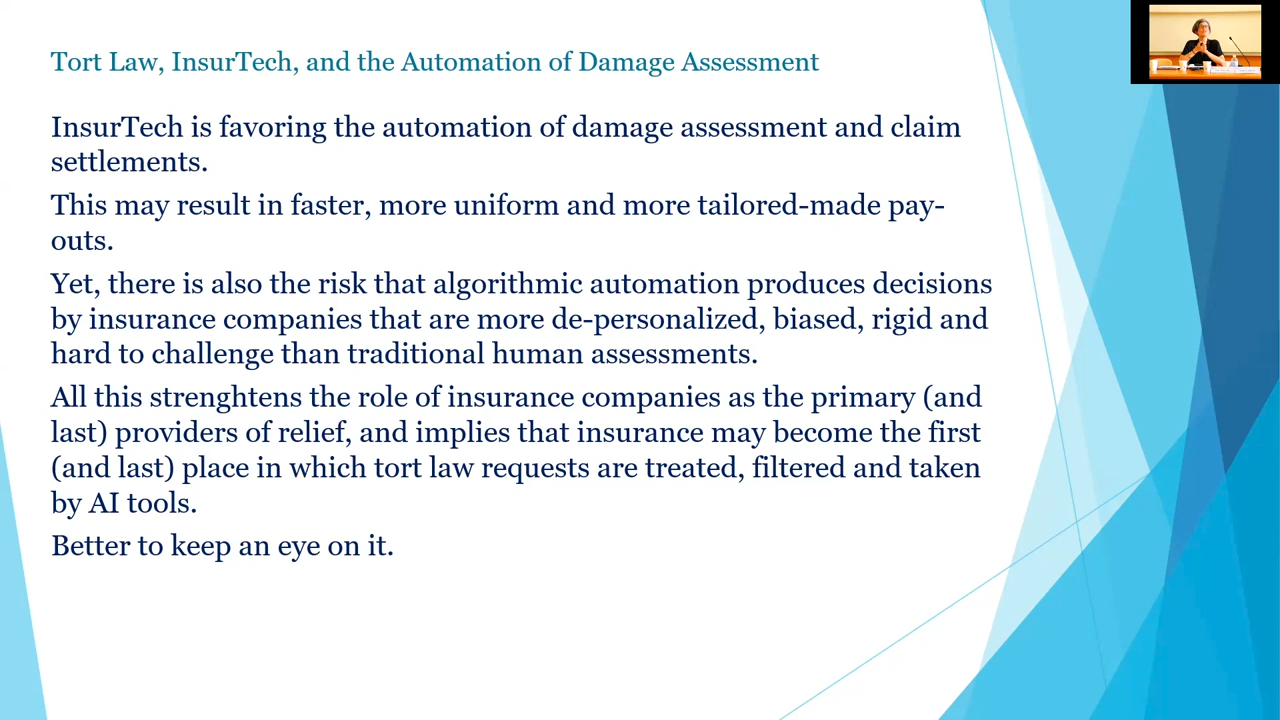 Tort Law, InsurTech, and the Automation of Damage Assessment
InsurTech is favoring the automation of damage assessment and claim
settlements.
This may result in faster, more uniform and more tailored-made pay-
outs.
Yet, there is also the risk that algorithmic automation produces decisions
by insurance companies that are more de-personalized, biased, rigid and
hard to challenge than traditional human assessments.
All this strenghtens the role of insurance companies as the primary (and
last) providers of relief, and implies that insurance may become the first
(and last) place in which tort law requests are treated, filtered and taken
by AI tools.
Better to keep an eye on it.